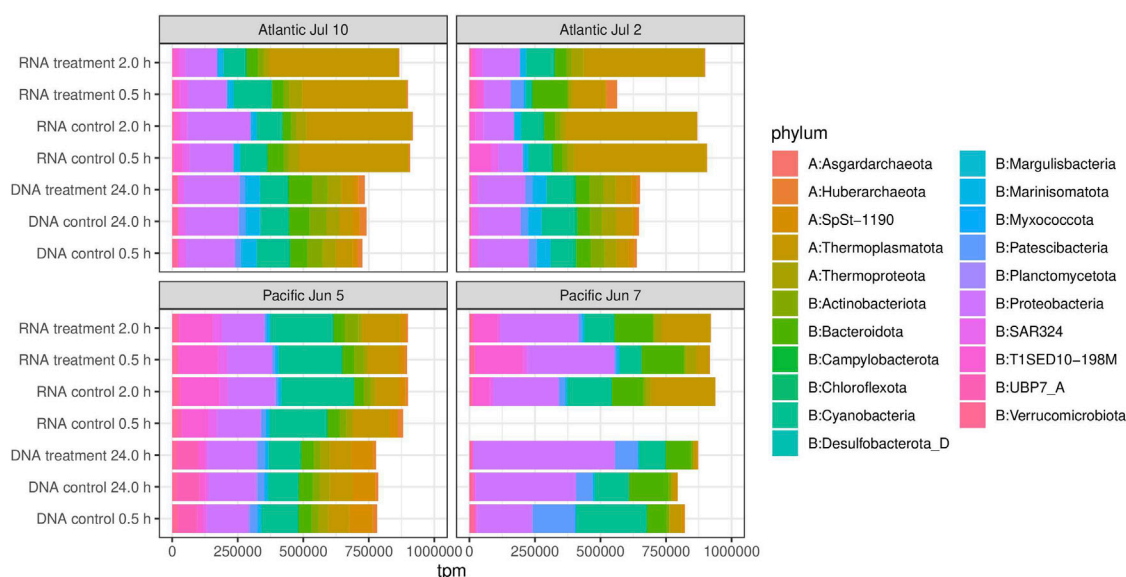 Atlantic Jul 10
Atlantic Jul 2
RNA treatment 2.0 h
RNA treatment 0.5 h
RNA control 2.0 h
RNA control 0.5 h
DNA treatment 24.0 h
DNA control 24.0 h
DNA control 0.5 h
Pacific Jun 5
Pacific Jun 7
RNA treatment 2.0 h
RNA treatment 0.5 h
RNA control 2.0 h
RNA control 0.5 h
DNA treatment 24.0 h
DNA control 24.0 h
DNA control 0.5 h
0 250000 500000 750000 1000000
0 250000 500000 750000 1000000
tpm
phylum
A:Asgardarchaeota
A:Huberarchaeota
A:SpSt-1190
A:Thermoplasmatota
A:Thermoproteota
B:Actinobacteriota
B:Bacteroidota
B:Campylobacterota
B:Chloroflexota
B:Cyanobacteria
B:Desulfobacterota_D
B:Margulisbacteria
B:Marinisomatota
B:Myxococcota
B:Patescibacteria
B:Planctomycetota
B:Proteobacteria
B:SAR324
B:T1SED10-198M
B:UBP7_A
B:Verrucomicrobiota